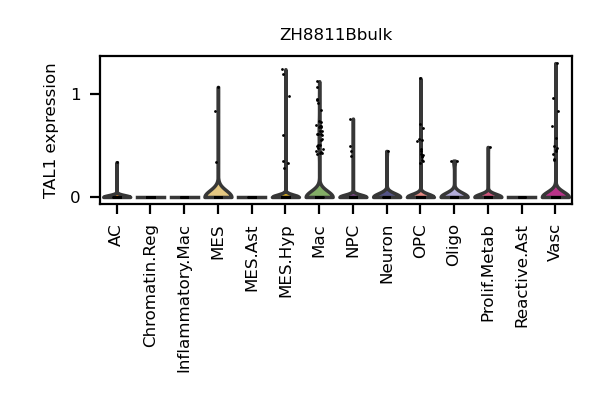 ZH8811Bbulk
TAL1 expression
1
0
AC
Chromatin.Reg
Inflammatory.Mac
MES
MES.Ast
MES.Hyp
Mac
NPC
Neuron
OPC
Oligo
Prolif.Metab
Reactive.Ast
Vasc